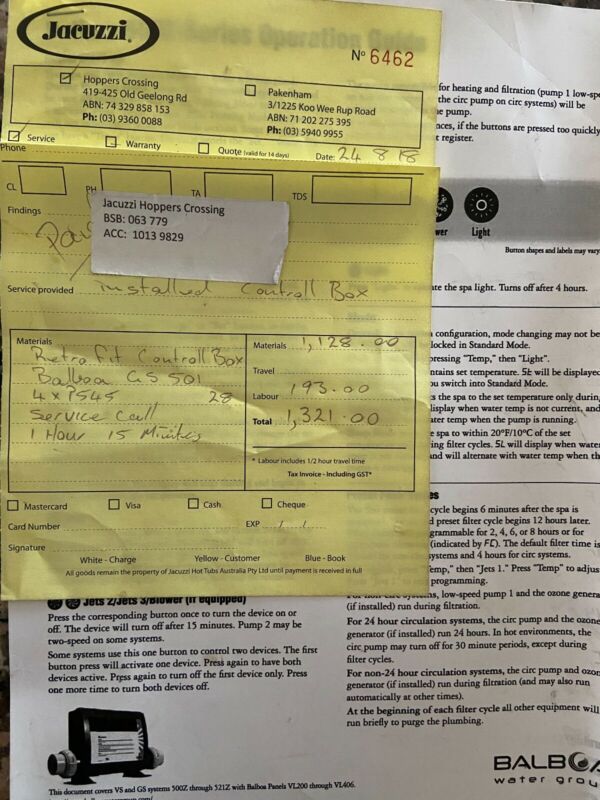 Jacuzzi
Nº 6462
Hoppers Crossing
419-425 Old Geelong Rd
ABN: 74 329 858 153
Ph: (03) 9360 0088
Pakenham
3/1225 Koo Wee Rup Road
ABN: 71 202 275 395
Ph: (03) 5940 9955
Service Warranty Quote (valid for 14 days) Date: 24 8 18
Phone
CL PH TA TDS
Findings
Jacuzzi Hoppers Crossing
BSB: 063 779
ACC: 1013 9829
Service provided installed Controll Box
Materials
Retro fit Controll Box
Balboa GS 501
4 x PS45 28
Service Call
1 Hour 15 Minites
Materials 1,128.00
Travel
Labour 193.00
Total 1,321.00
* Labour includes 1/2 hour travel time
Tax Invoice - Including GST*
Mastercard Visa Cash Cheque
Card Number EXP / /
Signature
White - Charge Yellow - Customer Blue - Book
All goods remain the property of Jacuzzi Hot Tubs Australia Pty Ltd until payment is received in full
Series Operation Guide
for heating and filtration (pump 1 low-spe
the circ pump on circ systems) will be
e pump.
nces, if the buttons are pressed too quickly
t register.
wer Light
Button shapes and labels may vary.
ate the spa light. Turns off after 4 hours.
configuration, mode changing may not be
locked in Standard Mode.
pressing "Temp," then "Light".
ntains set temperature. St will be displayed
ou switch into Standard Mode.
s the spa to the set temperature only during
display when water temp is not current, and
ater temp when the pump is running.
e spa to within 20°F/10°C of the set
ing filter cycles. SL will display when water
and will alternate with water temp when th
es
cycle begins 6 minutes after the spa is
d preset filter cycle begins 12 hours later.
grammable for 2, 4, 6, or 8 hours or for
(indicated by FC). The default filter time is
systems and 4 hours for circ systems.
emp," then "Jets 1." Press "Temp" to adjus
programming.
systems, low-speed pump 1 and the ozone genera
(if installed) run during filtration.
For 24 hour circulation systems, the circ pump and the ozone
generator (if installed) run 24 hours. In hot environments, the
circ pump may turn off for 30 minute periods, except during
filter cycles.
For non-24 hour circulation systems, the circ pump and ozon
generator (if installed) run during filtration (and may also run
automatically at other times).
At the beginning of each filter cycle all other equipment will
run briefly to purge the plumbing.
Jets 2/Jets 3/Blower (if equipped)
Press the corresponding button once to turn the device on or
off. The device will turn off after 15 minutes. Pump 2 may be
two-speed on some systems.
Some systems use this one button to control two devices. The first
button press will activate one device. Press again to have both
devices active. Press again to turn off the first device only. Press
one more time to turn both devices off.
BALBOA
water grou
This document covers VS and GS systems 500Z through 521Z with Balboa Panels VL200 through VL406.